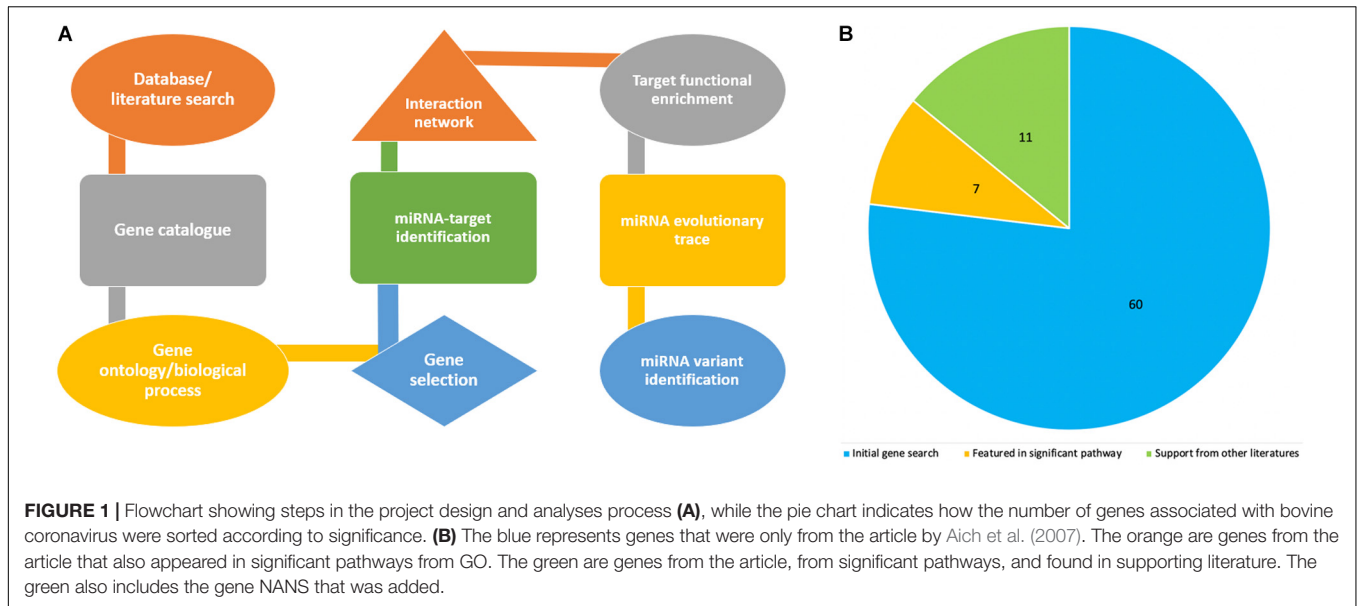 A
Database/
literature search
Gene catalogue
Gene
ontology/biological
process
Interaction
network
miRNA-target
identification
Gene
selection
Target functional
enrichment
miRNA evolutionary
trace
miRNA variant
identification
B
11
7
60
Initial gene search
Featured in significant pathway
Support from other literatures
FIGURE 1 | Flowchart showing steps in the project design and analyses process (A), while the pie chart indicates how the number of genes associated with bovine
coronavirus were sorted according to significance. (B) The blue represents genes that were only from the article by Aich et al. (2007). The orange are genes from the
article that also appeared in significant pathways from GO. The green are genes from the article, from significant pathways, and found in supporting literature. The
green also includes the gene NANS that was added.